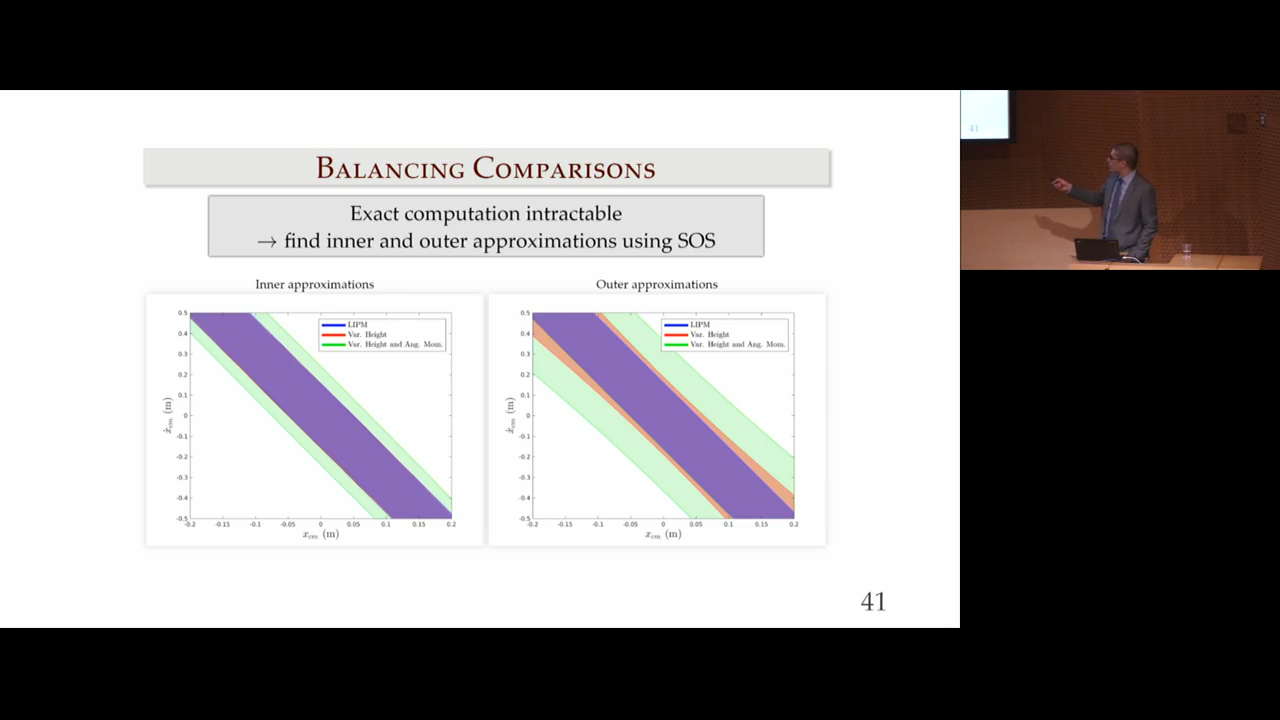 BALANCING COMPARISONS
Exact computation intractable
→ find inner and outer approximations using SOS
Inner approximations
0.5
0.4
0.3
0.2
0.1
0
-0.1
-0.2
-0.3
-0.4
-0.5
ẋcm (m)
LIPM
Var. Height
Var. Height and Ang. Mom.
-0.2 -0.15 -0.1 -0.05 0 0.05 0.1 0.15 0.2
xcm (m)
Outer approximations
0.5
0.4
0.3
0.2
0.1
0
-0.1
-0.2
-0.3
-0.4
-0.5
ẋcm (m)
LIPM
Var. Height
Var. Height and Ang. Mom.
-0.2 -0.15 -0.1 -0.05 0 0.05 0.1 0.15 0.2
xcm (m)
41
41